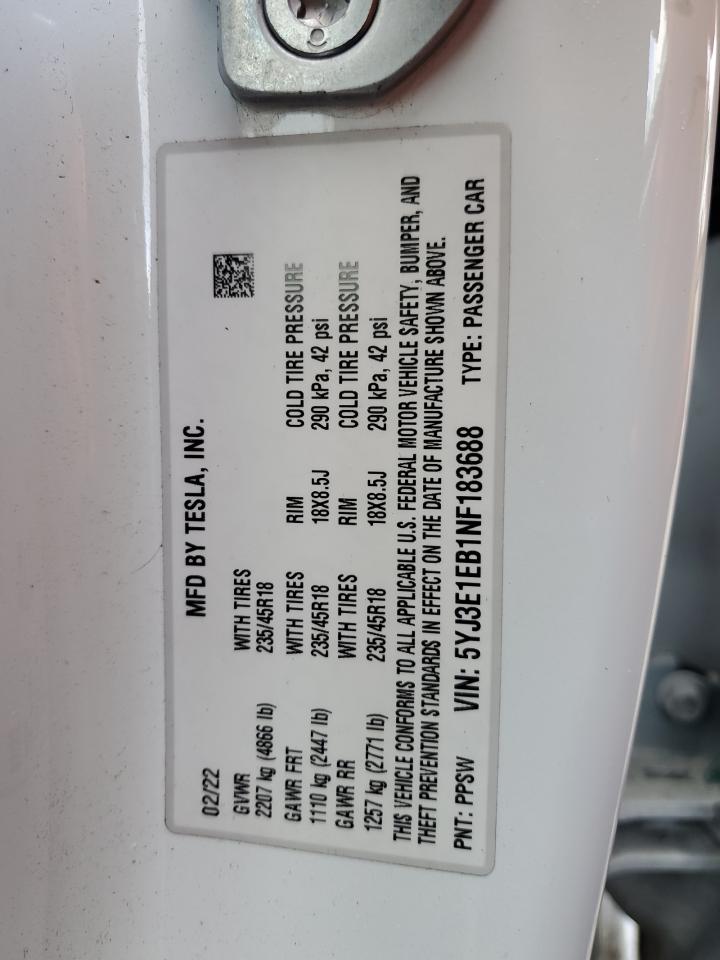 02/22 MFD BY TESLA, INC.
GVWR WITH TIRES
2207 kg (4866 lb) 235/45R18
GAWR FRT WITH TIRES RIM COLD TIRE PRESSURE
1110 kg (2447 lb) 235/45R18 18X8.5J 290 kPa, 42 psi
GAWR RR WITH TIRES RIM COLD TIRE PRESSURE
1257 kg (2771 lb) 235/45R18 18X8.5J 290 kPa, 42 psi
THIS VEHICLE CONFORMS TO ALL APPLICABLE U.S. FEDERAL MOTOR VEHICLE SAFETY, BUMPER, AND
THEFT PREVENTION STANDARDS IN EFFECT ON THE DATE OF MANUFACTURE SHOWN ABOVE.
PNT: PPSW VIN: 5YJ3E1EB1NF183688 TYPE: PASSENGER CAR